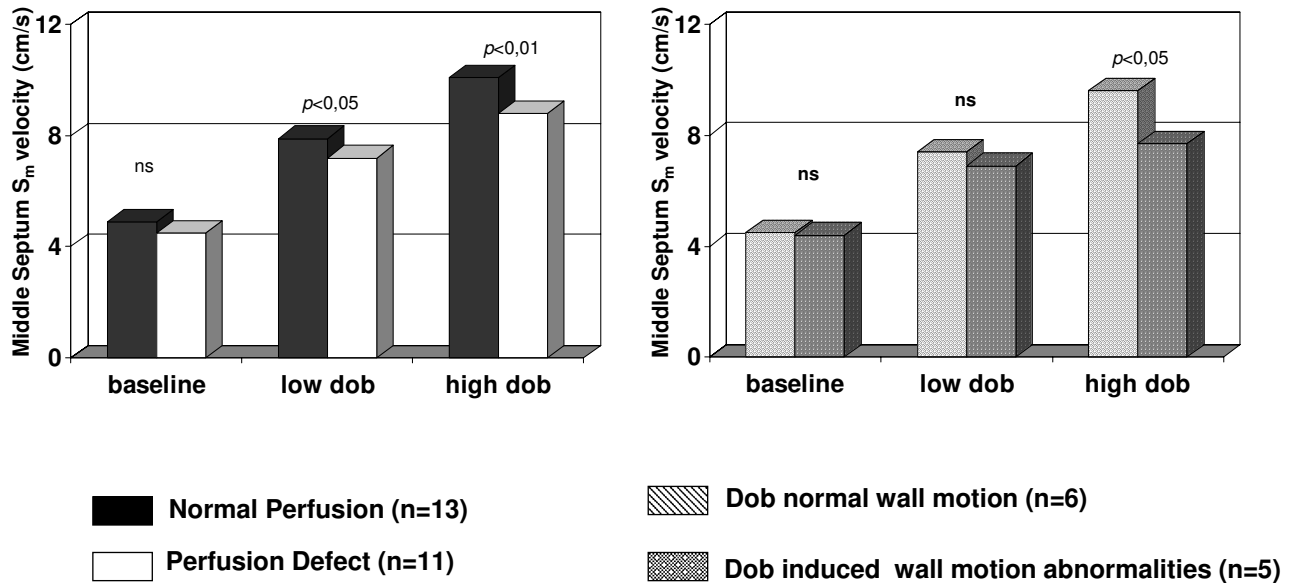 Middle Septum Sm velocity (cm/s)
12
8
4
0
ns
p<0,05
p<0,01
baseline
low dob
high dob
Middle Septum Sm velocity (cm/s)
12
8
4
0
ns
ns
p<0,05
baseline
low dob
high dob
Normal Perfusion (n=13)
Perfusion Defect (n=11)
Dob normal wall motion (n=6)
Dob induced wall motion abnormalities (n=5)